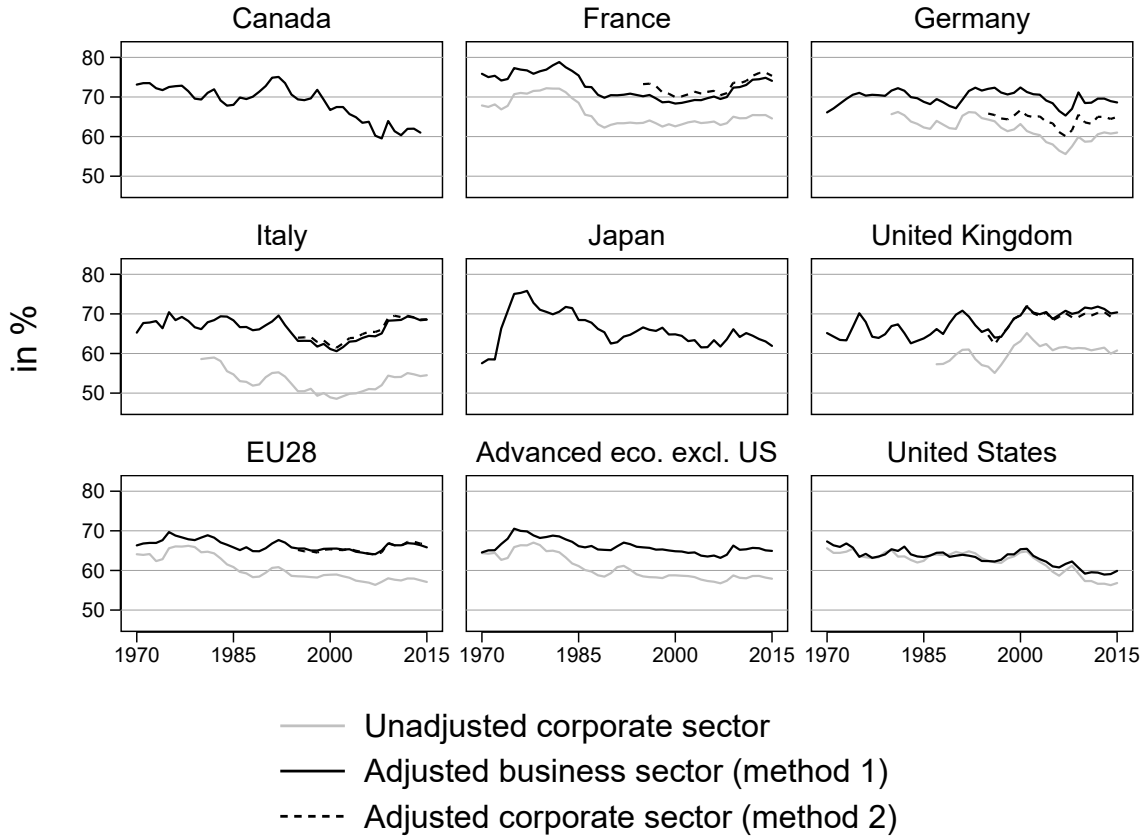 Canada
France
Germany
80
70
60
50
Italy
Japan
United Kingdom
80
70
60
50
in %
EU28
Advanced eco. excl. US
United States
80
70
60
50
1970 1985 2000 2015
1970 1985 2000 2015
1970 1985 2000 2015
Unadjusted corporate sector
Adjusted business sector (method 1)
Adjusted corporate sector (method 2)